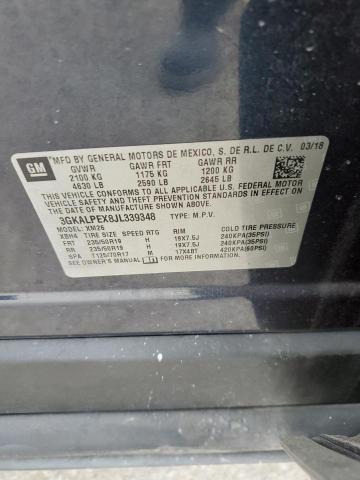 GM
MFD BY GENERAL MOTORS DE MEXICO, S. DE R.L. DE C.V. 03/18
GVWR GAWR FRT GAWR RR
2100 KG 1175 KG 1200 KG
4630 LB 2590 LB 2645 LB
THIS VEHICLE CONFORMS TO ALL APPLICABLE U.S. FEDERAL MOTOR
VEHICLE SAFETY AND THEFT PREVENTION STANDARDS IN EFFECT ON THE
DATE OF MANUFACTURE SHOWN ABOVE.
3GKALPEX8JL339348 TYPE: M.P.V.
MODEL: XM26
XBH4 TIRE SIZE SPEED RTG RIM COLD TIRE PRESSURE
FRT 235/50R19 H 19X7.5J 240KPA(35PSI)
RR 235/50R19 H 19X7.5J 240KPA(35PSI)
SPA T135/70R17 M 17X4BT 420KPA(60PSI)
SEE OWNER'S MANUAL FOR MORE INFORMATION.